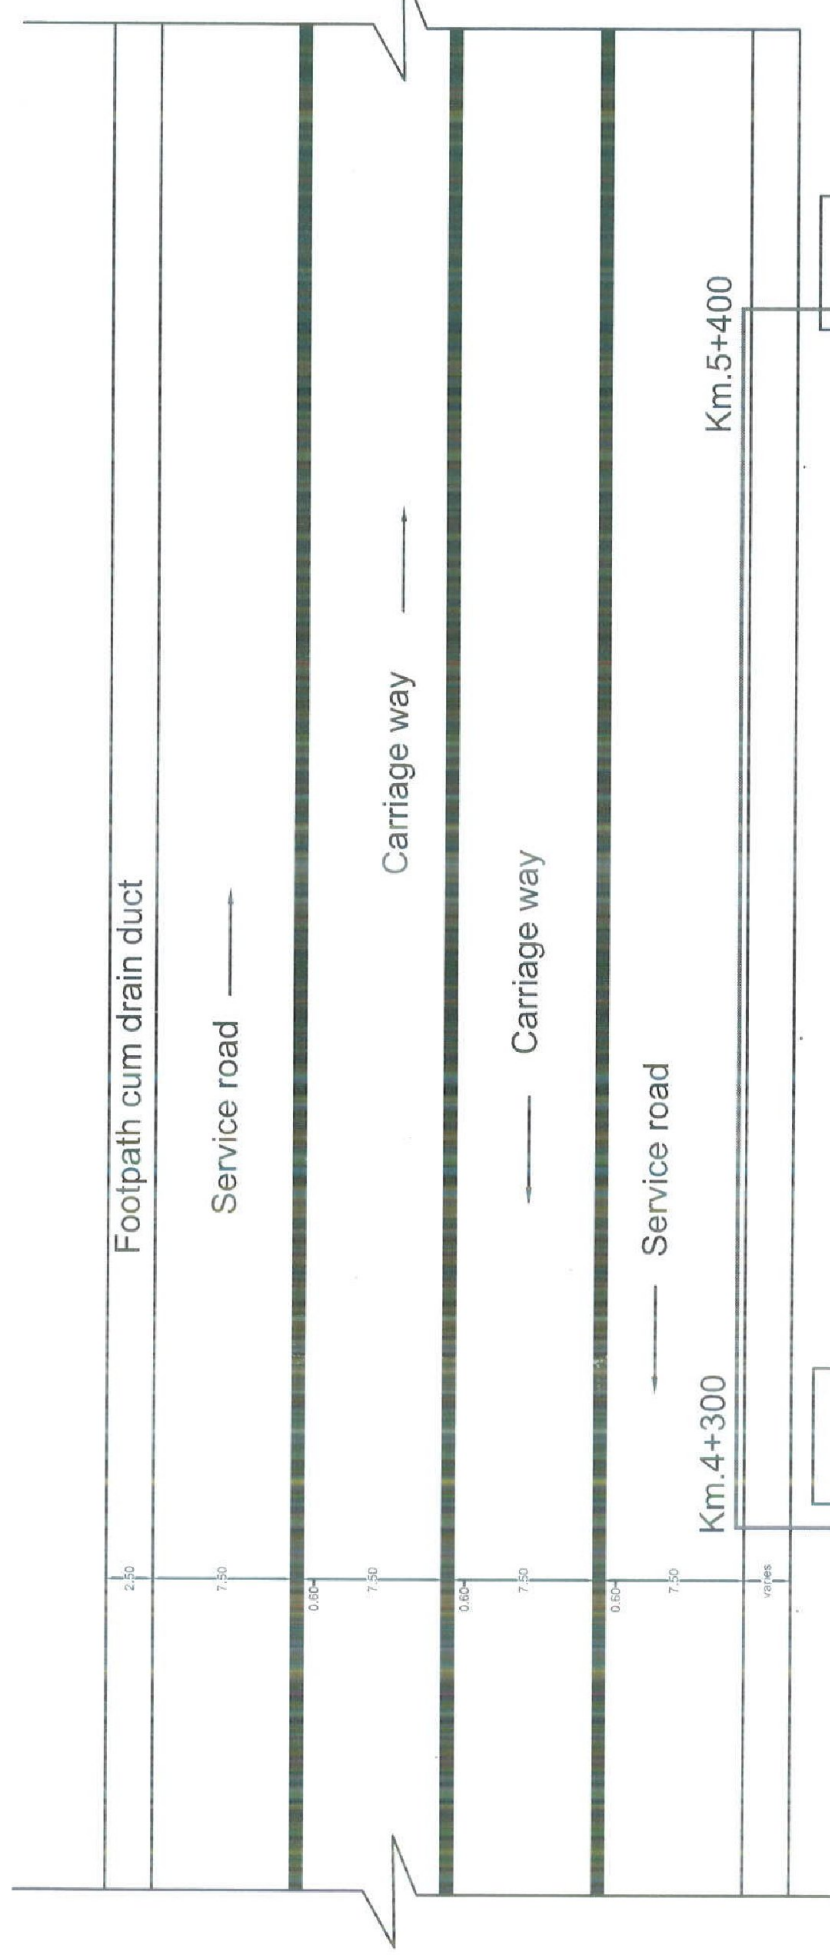 Footpath cum drain duct
Service road
Carriage way
Carriage way
Service road
Km.4+300
Km.5+400
2.50
7.50
0.60
7.50
0.60
7.50
0.60
7.50
varies